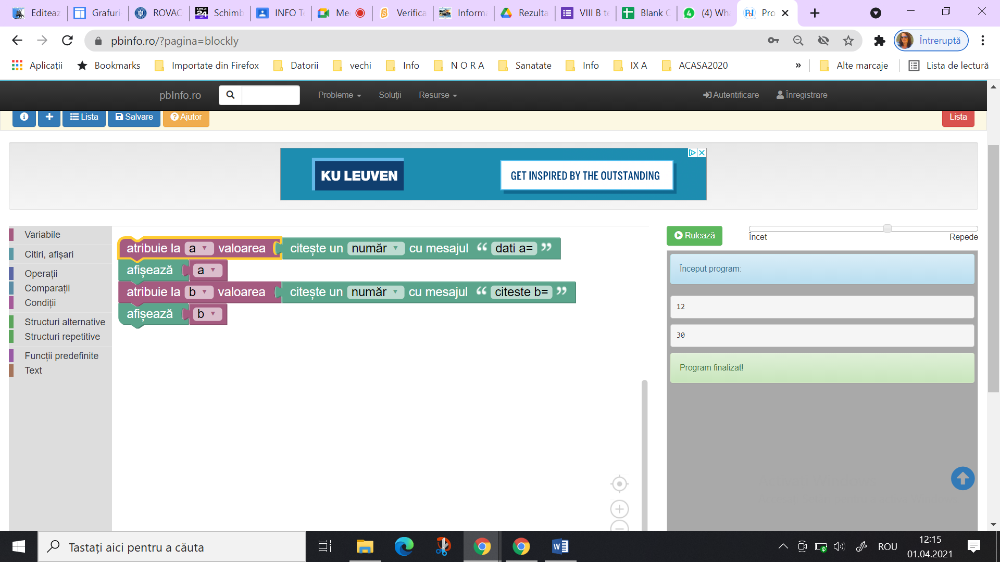 Editeaz
Grafuri-
ROVAC
Schimb
INFO Te
Me
Verifica
Informa
Rezulta
VIII B te
Blank C
(4) Wha
Pro
pbinfo.ro/?pagina=blockly
Întreruptă
Aplicații
Bookmarks
Importate din Firefox
Datorii
vechi
Info
N O R A
Sanatate
Info
IX A
ACASA2020
»
Alte marcaje
Lista de lectură
pbInfo.ro
Probleme
Soluții
Resurse
Autentificare
Înregistrare
Lista
Salvare
Ajutor
Lista
KU LEUVEN
GET INSPIRED BY THE OUTSTANDING
Variabile
Citiri, afișari
Operații
Comparații
Condiții
Structuri alternative
Structuri repetitive
Funcții predefinite
Text
atribuie la a valoarea citește un număr cu mesajul “ dati a= ”
afișează a
atribuie la b valoarea citește un număr cu mesajul “ citeste b= ”
afișează b
Rulează
Încet
Repede
Început program:
12
30
Program finalizat!
Tastați aici pentru a căuta
ROU
12:15
01.04.2021